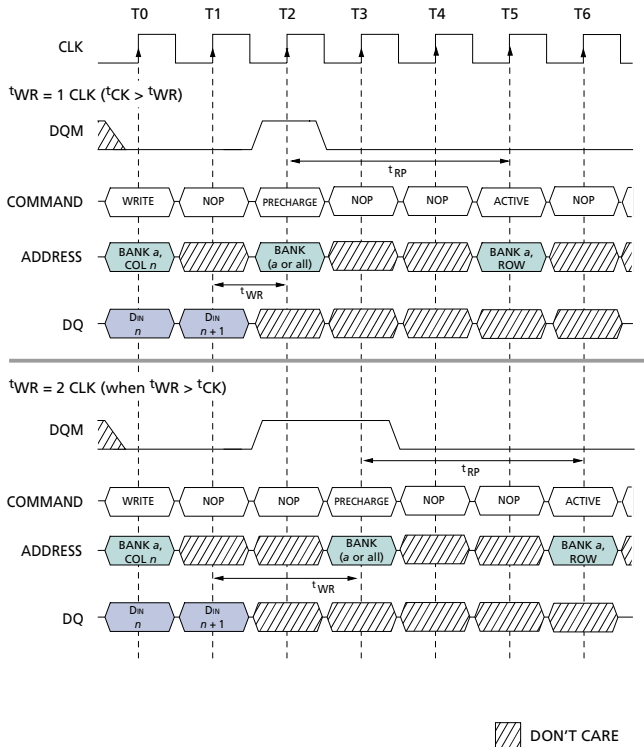 T0 T1 T2 T3 T4 T5 T6
CLK
tWR = 1 CLK (tCK > tWR)
DQM
tRP
COMMAND WRITE NOP PRECHARGE NOP NOP ACTIVE NOP
ADDRESS BANK a, COL n BANK (a or all) BANK a, ROW
tWR
DQ DIN n DIN n + 1
tWR = 2 CLK (when tWR > tCK)
DQM
tRP
COMMAND WRITE NOP NOP PRECHARGE NOP NOP ACTIVE
ADDRESS BANK a, COL n BANK (a or all) BANK a, ROW
tWR
DQ DIN n DIN n + 1
DON'T CARE